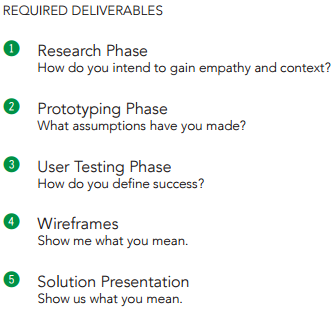 REQUIRED DELIVERABLES
1 Research Phase
How do you intend to gain empathy and context?
2 Prototyping Phase
What assumptions have you made?
3 User Testing Phase
How do you define success?
4 Wireframes
Show me what you mean.
5 Solution Presentation
Show us what you mean.